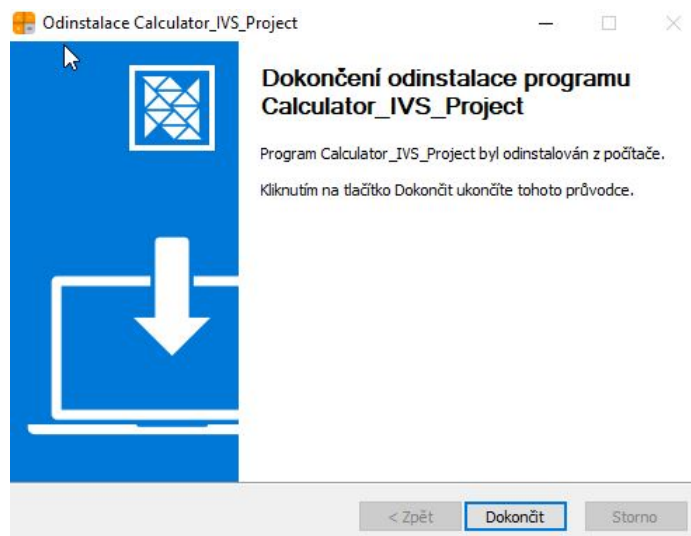 Odinstalace Calculator_IVS_Project
Dokončení odinstalace programu
Calculator_IVS_Project
Program Calculator_IVS_Project byl odinstalován z počítače.
Kliknutím na tlačítko Dokončit ukončíte tohoto průvodce.
< Zpět
Dokončit
Storno